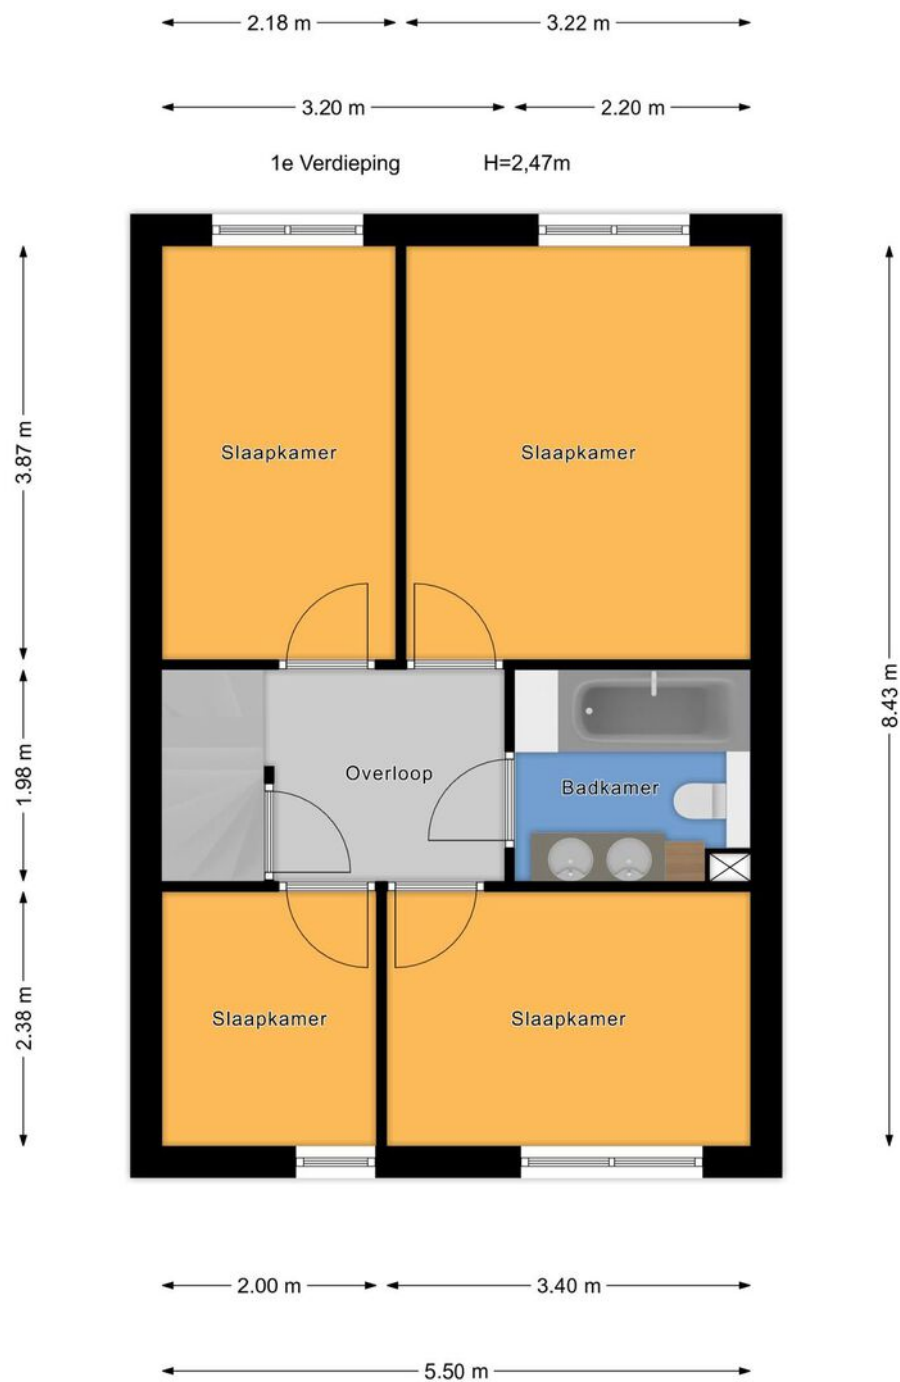 2.18 m
3.22 m
3.20 m
2.20 m
1e Verdieping
H=2,47m
3.87 m
Slaapkamer
Slaapkamer
8.43 m
1.98 m
Overloop
Badkamer
2.38 m
Slaapkamer
Slaapkamer
2.00 m
3.40 m
5.50 m